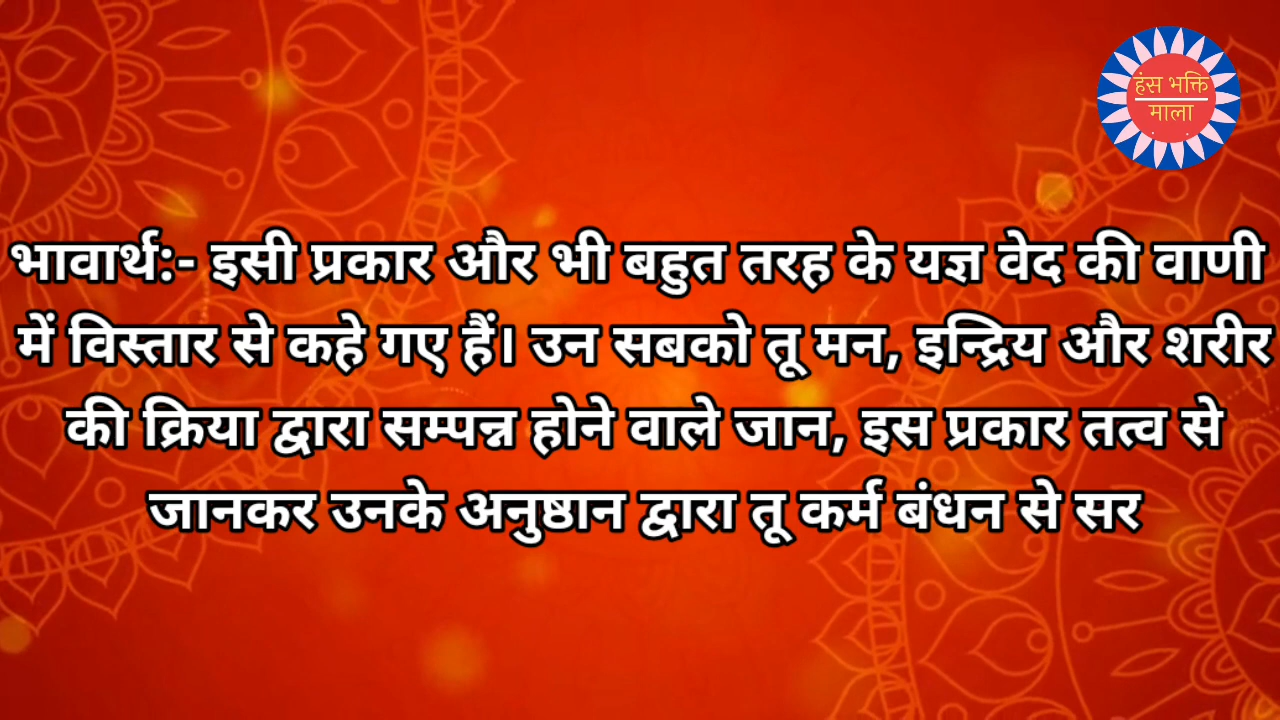 हंस भक्ति
माला
भावार्थ:- इसी प्रकार और भी बहुत तरह के यज्ञ वेद की वाणी
में विस्तार से कहे गए हैं। उन सबको तू मन, इन्द्रिय और शरीर
की क्रिया द्वारा सम्पन्न होने वाले जान, इस प्रकार तत्व से
जानकर उनके अनुष्ठान द्वारा तू कर्म बंधन से सर